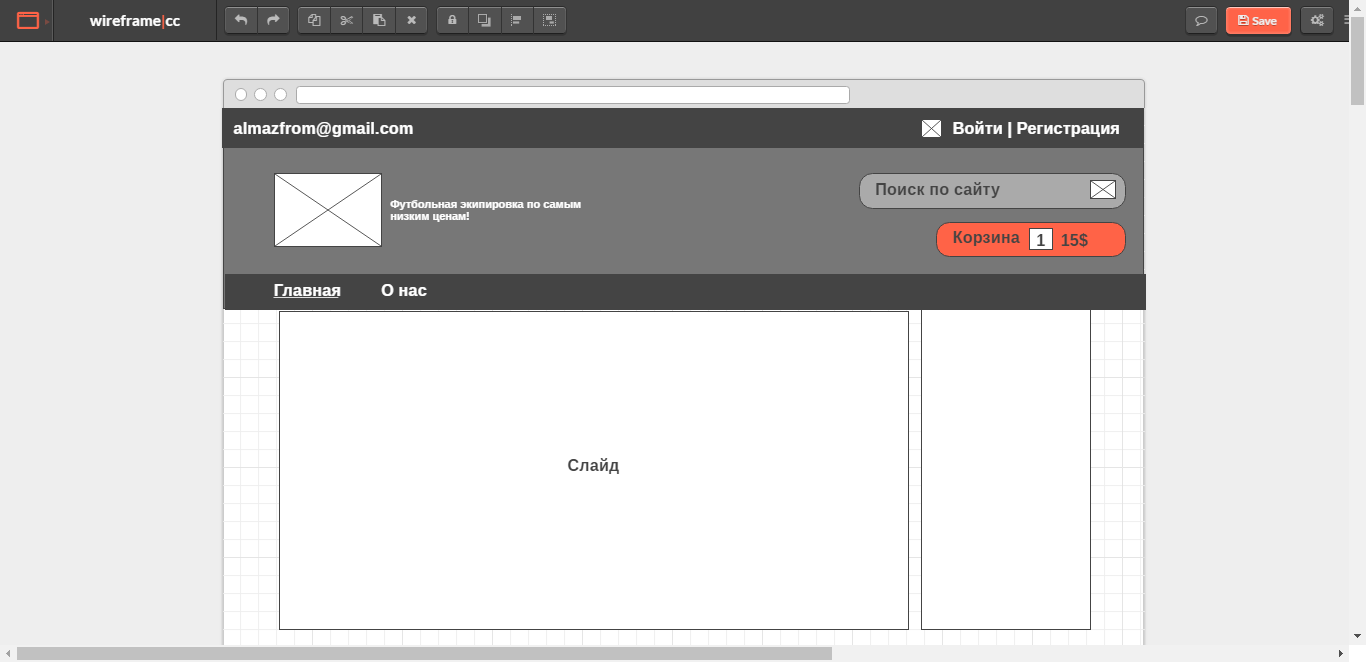 wireframe|cc
Save
almazfrom@gmail.com
Войти | Регистрация
Футбольная экипировка по самым
низким ценам!
Поиск по сайту
Корзина 1 15$
Главная О нас
Слайд